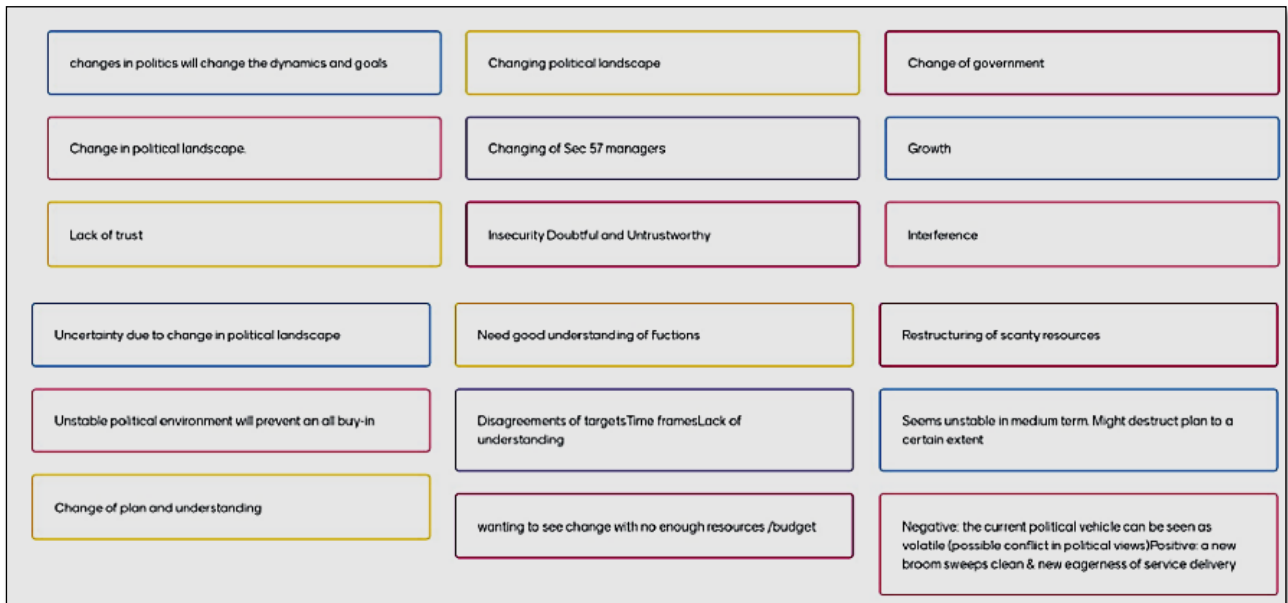 changes in politics will change the dynamics and goals
Changing political landscape
Change of government
Change in political landscape.
Changing of Sec 57 managers
Growth
Lack of trust
Insecurity Doubtful and Untrustworthy
Interference
Uncertainty due to change in political landscape
Need good understanding of fuctions
Restructuring of scanty resources
Unstable political environment will prevent an all buy-in
Disagreements of targetsTime framesLack of
understanding
Seems unstable in medium term. Might destruct plan to a
certain extent
Change of plan and understanding
wanting to see change with no enough resources /budget
Negative: the current political vehicle can be seen as
volatile (possible conflict in political views)Positive: a new
broom sweeps clean & new eagerness of service delivery